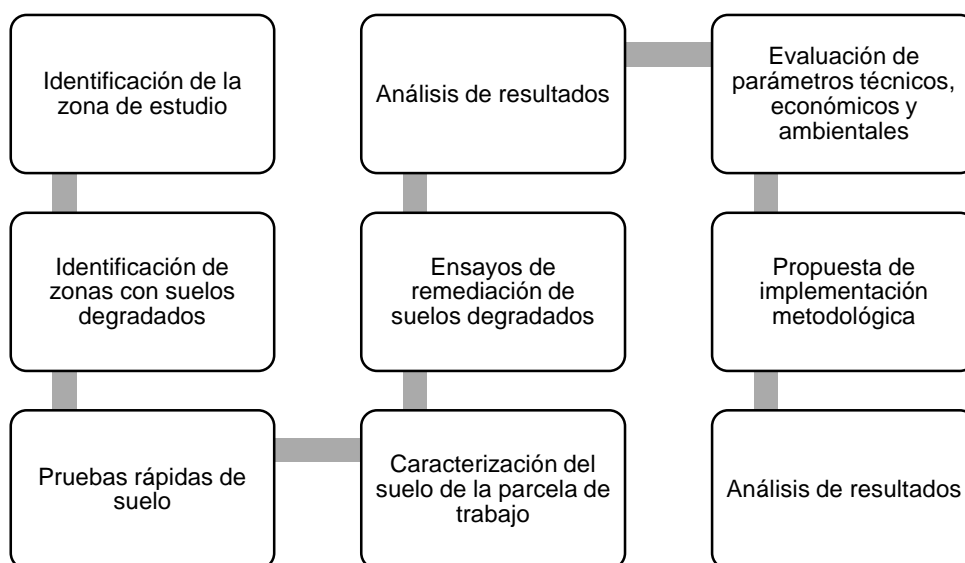 Identificación de la
zona de estudio
Identificación de
zonas con suelos
degradados
Pruebas rápidas de
suelo
Caracterización del
suelo de la parcela de
trabajo
Ensayos de
remediación de
suelos degradados
Análisis de resultados
Evaluación de
parámetros técnicos,
económicos y
ambientales
Propuesta de
implementación
metodológica
Análisis de resultados